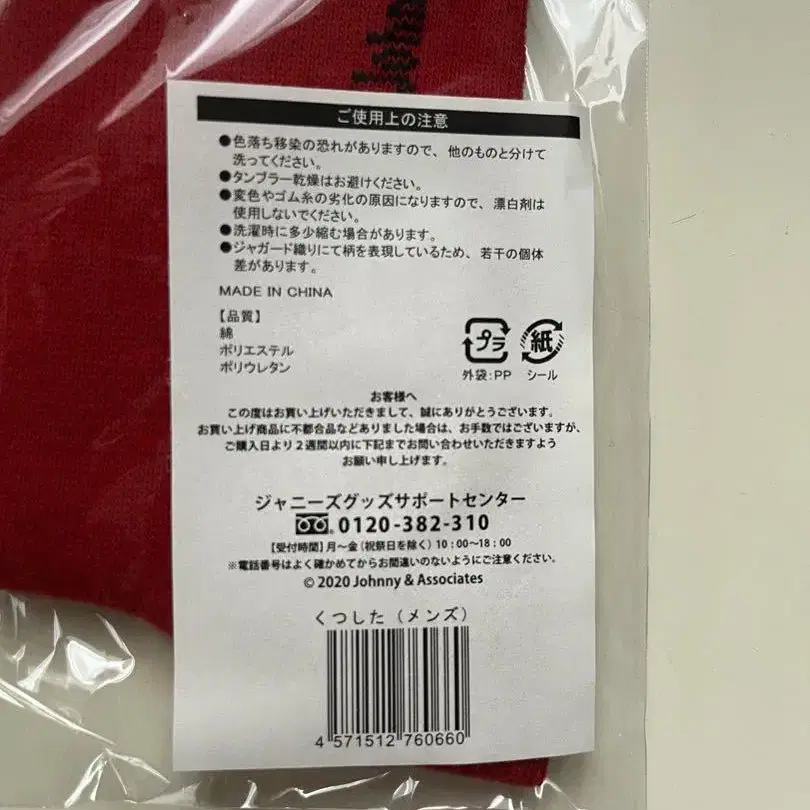 ご使用上の注意
●色落ち移染の恐れがありますので、他のものと分けて
洗ってください。
●タンブラー乾燥はお避けください。
●変色やゴム糸の劣化の原因になりますので、漂白剤は
使用しないでください。
●洗濯時に多少縮む場合があります。
●ジャガード織りにて柄を表現しているため、若干の個体
差があります。
MADE IN CHINA
【品質】
綿
ポリエステル
ポリウレタン
プラ 紙
外袋:PP シール
お客様へ
この度はお買い上げいただきまして、誠にありがとうございます。
お買い上げ商品に不都合品などありました場合は、お手数ではございますが、
ご購入日より2週間以内に下記までお問い合わせいただきますよう
お願い申し上げます。
ジャニーズグッズサポートセンター
0120-382-310
【受付時間】月~金(祝祭日を除く)10:00~18:00
※電話番号はよく確かめてからお間違いのないようにご注意ください。
© 2020 Johnny & Associates
くつした(メンズ)
4 571512 760660